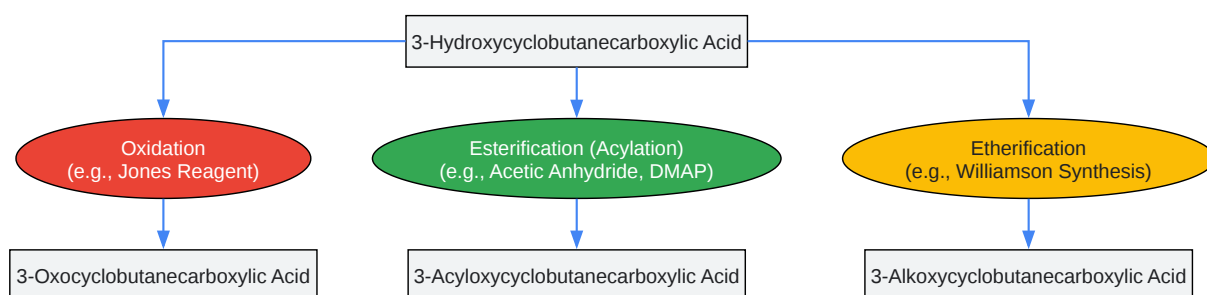 3-Hydroxycyclobutanecarboxylic Acid
Oxidation
(e.g., Jones Reagent)
Esterification (Acylation)
(e.g., Acetic Anhydride, DMAP)
Etherification
(e.g., Williamson Synthesis)
3-Oxocyclobutanecarboxylic Acid
3-Acyloxycyclobutanecarboxylic Acid
3-Alkoxycyclobutanecarboxylic Acid